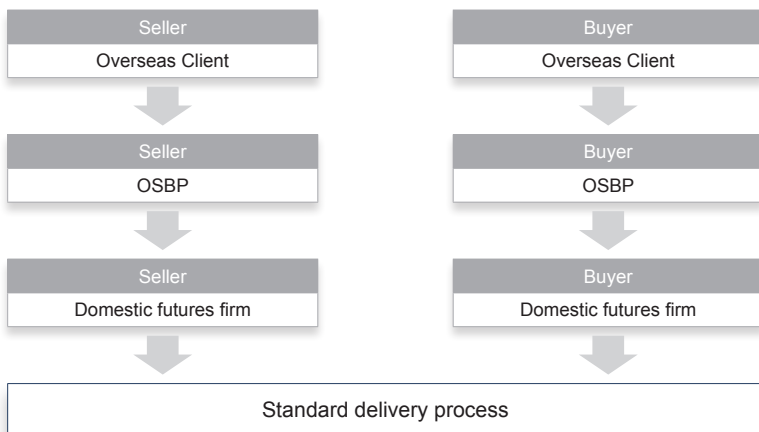 Seller
Overseas Client
Buyer
Overseas Client
Seller
OSBP
Buyer
OSBP
Seller
Domestic futures firm
Buyer
Domestic futures firm
Standard delivery process